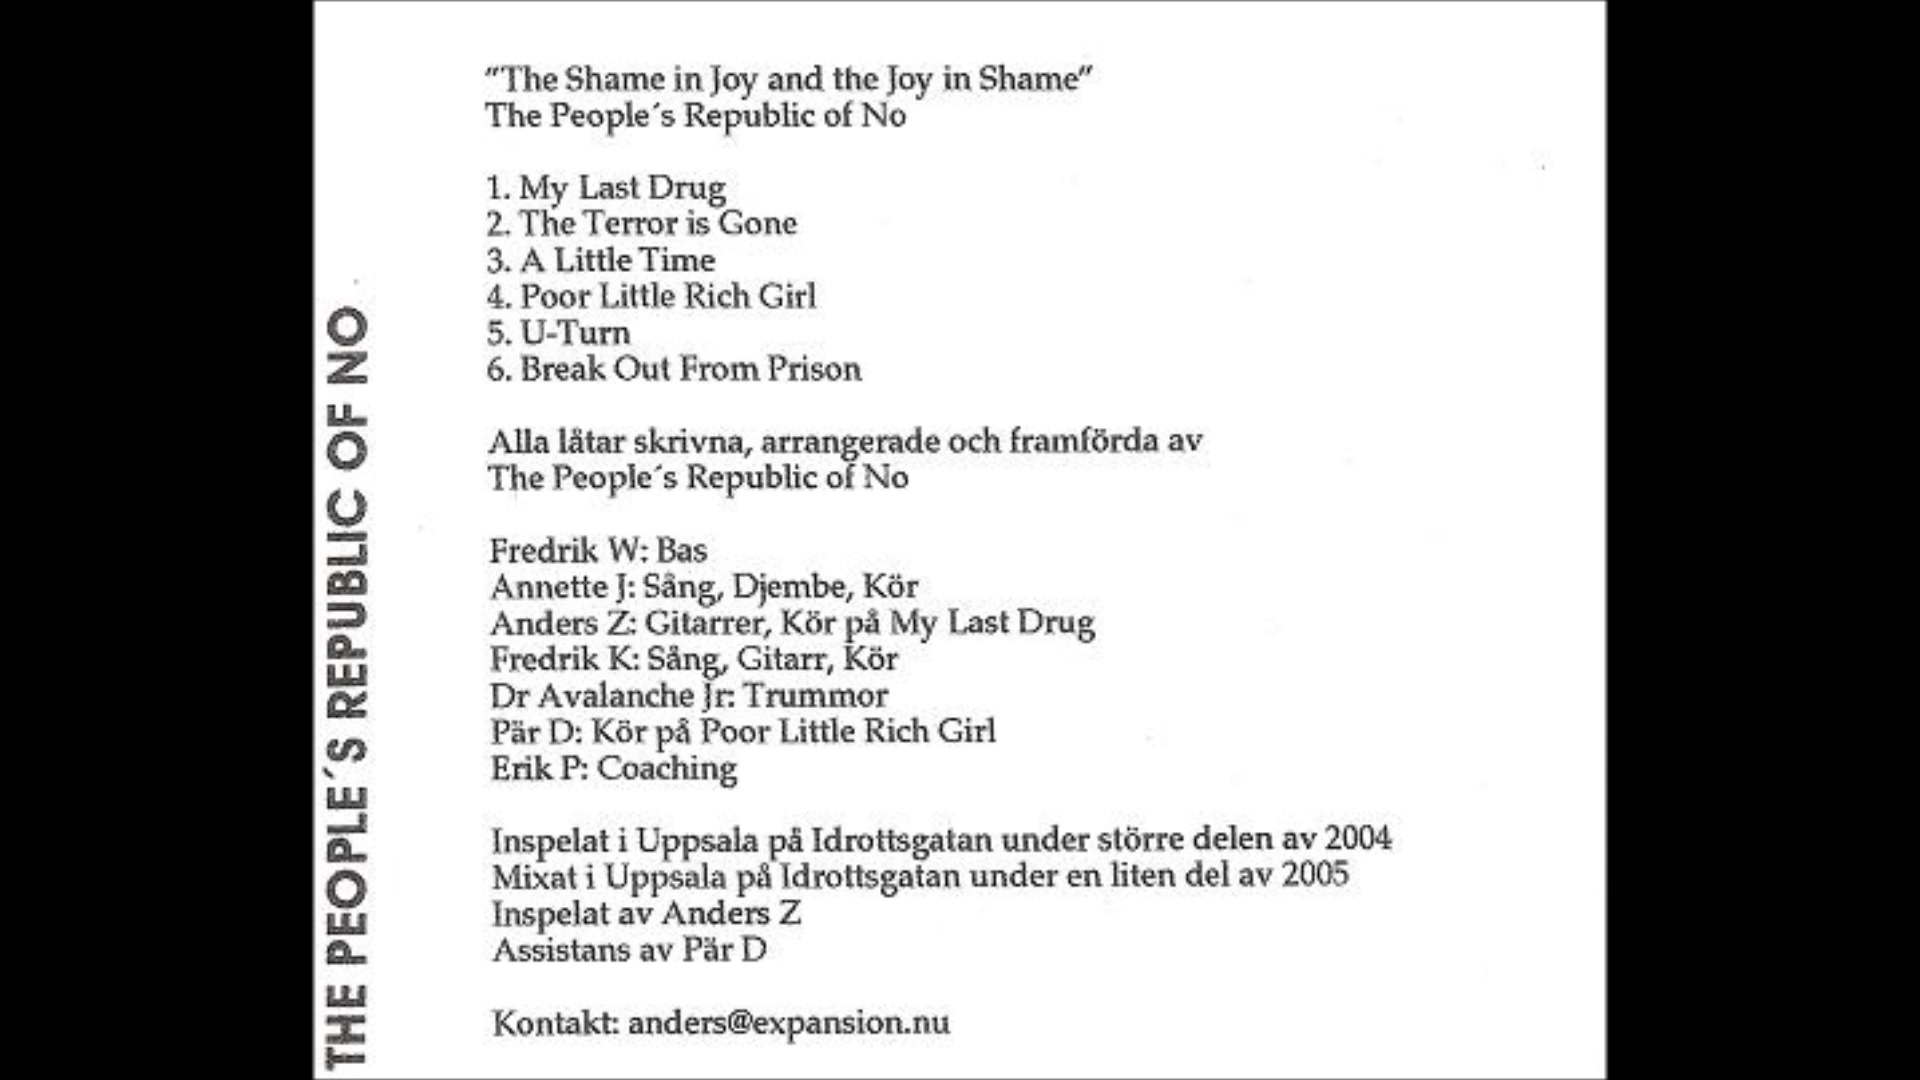 "The Shame in Joy and the Joy in Shame"
The People´s Republic of No
1. My Last Drug
2. The Terror is Gone
3. A Little Time
4. Poor Little Rich Girl
5. U-Turn
6. Break Out From Prison
Alla låtar skrivna, arrangerade och framförda av
The People´s Republic of No
Fredrik W: Bas
Annette J: Sång, Djembe, Kör
Anders Z: Gitarrer, Kör på My Last Drug
Fredrik K: Sång, Gitarr, Kör
Dr Avalanche Jr: Trummor
Pär D: Kör på Poor Little Rich Girl
Erik P: Coaching
Inspelat i Uppsala på Idrottsgatan under större delen av 2004
Mixat i Uppsala på Idrottsgatan under en liten del av 2005
Inspelat av Anders Z
Assistans av Pär D
Kontakt: anders@expansion.nu
THE PEOPLE´S REPUBLIC OF NO